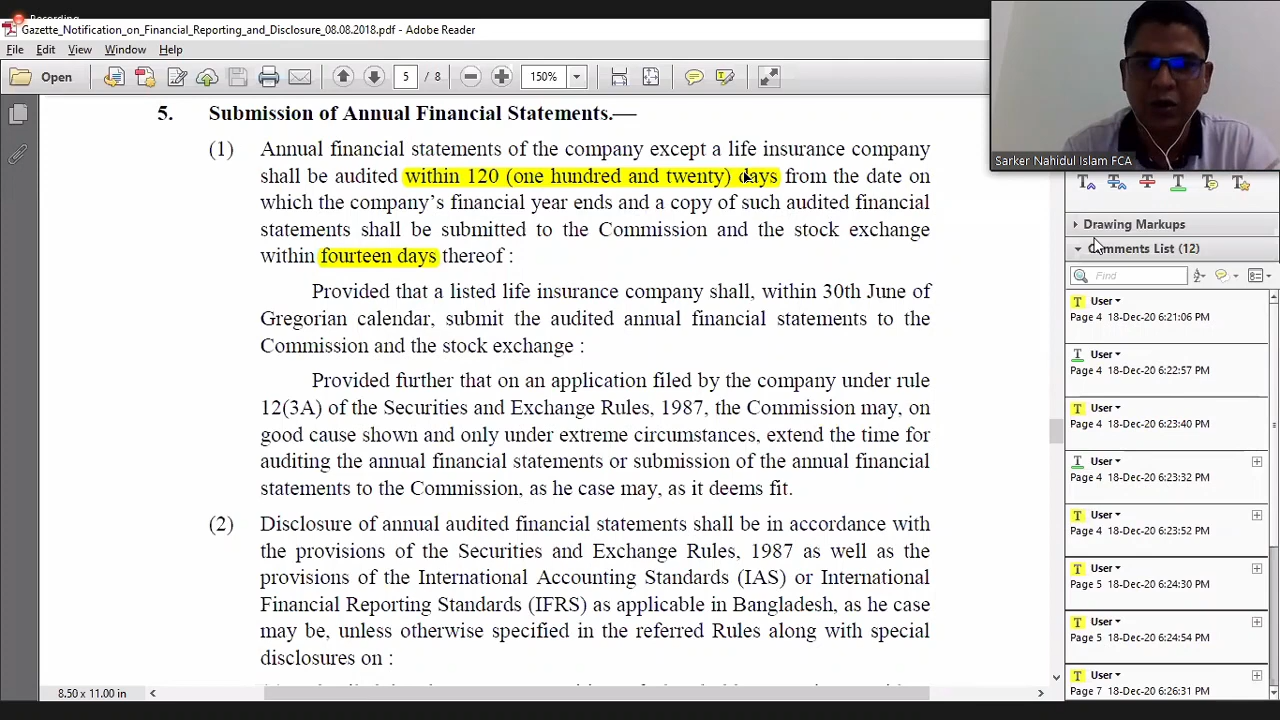 Recording
Gazette_Notification_on_Financial_Reporting_and_Disclosure_08.08.2018.pdf - Adobe Reader
File Edit View Window Help
Open 5 / 8 150%
Sarker Nahidul Islam FCA
5. Submission of Annual Financial Statements.—
(1) Annual financial statements of the company except a life insurance company
shall be audited within 120 (one hundred and twenty) days from the date on
which the company's financial year ends and a copy of such audited financial
statements shall be submitted to the Commission and the stock exchange
within fourteen days thereof :
Provided that a listed life insurance company shall, within 30th June of
Gregorian calendar, submit the audited annual financial statements to the
Commission and the stock exchange :
Provided further that on an application filed by the company under rule
12(3A) of the Securities and Exchange Rules, 1987, the Commission may, on
good cause shown and only under extreme circumstances, extend the time for
auditing the annual financial statements or submission of the annual financial
statements to the Commission, as he case may, as it deems fit.
(2) Disclosure of annual audited financial statements shall be in accordance with
the provisions of the Securities and Exchange Rules, 1987 as well as the
provisions of the International Accounting Standards (IAS) or International
Financial Reporting Standards (IFRS) as applicable in Bangladesh, as he case
may be, unless otherwise specified in the referred Rules along with special
disclosures on :
8.50 x 11.00 in
Drawing Markups
Comments List (12)
Find
User
Page 4 18-Dec-20 6:21:06 PM
User
Page 4 18-Dec-20 6:22:57 PM
User
Page 4 18-Dec-20 6:23:40 PM
User
Page 4 18-Dec-20 6:23:32 PM
User
Page 4 18-Dec-20 6:23:52 PM
User
Page 5 18-Dec-20 6:24:30 PM
User
Page 5 18-Dec-20 6:24:54 PM
User
Page 7 18-Dec-20 6:26:31 PM